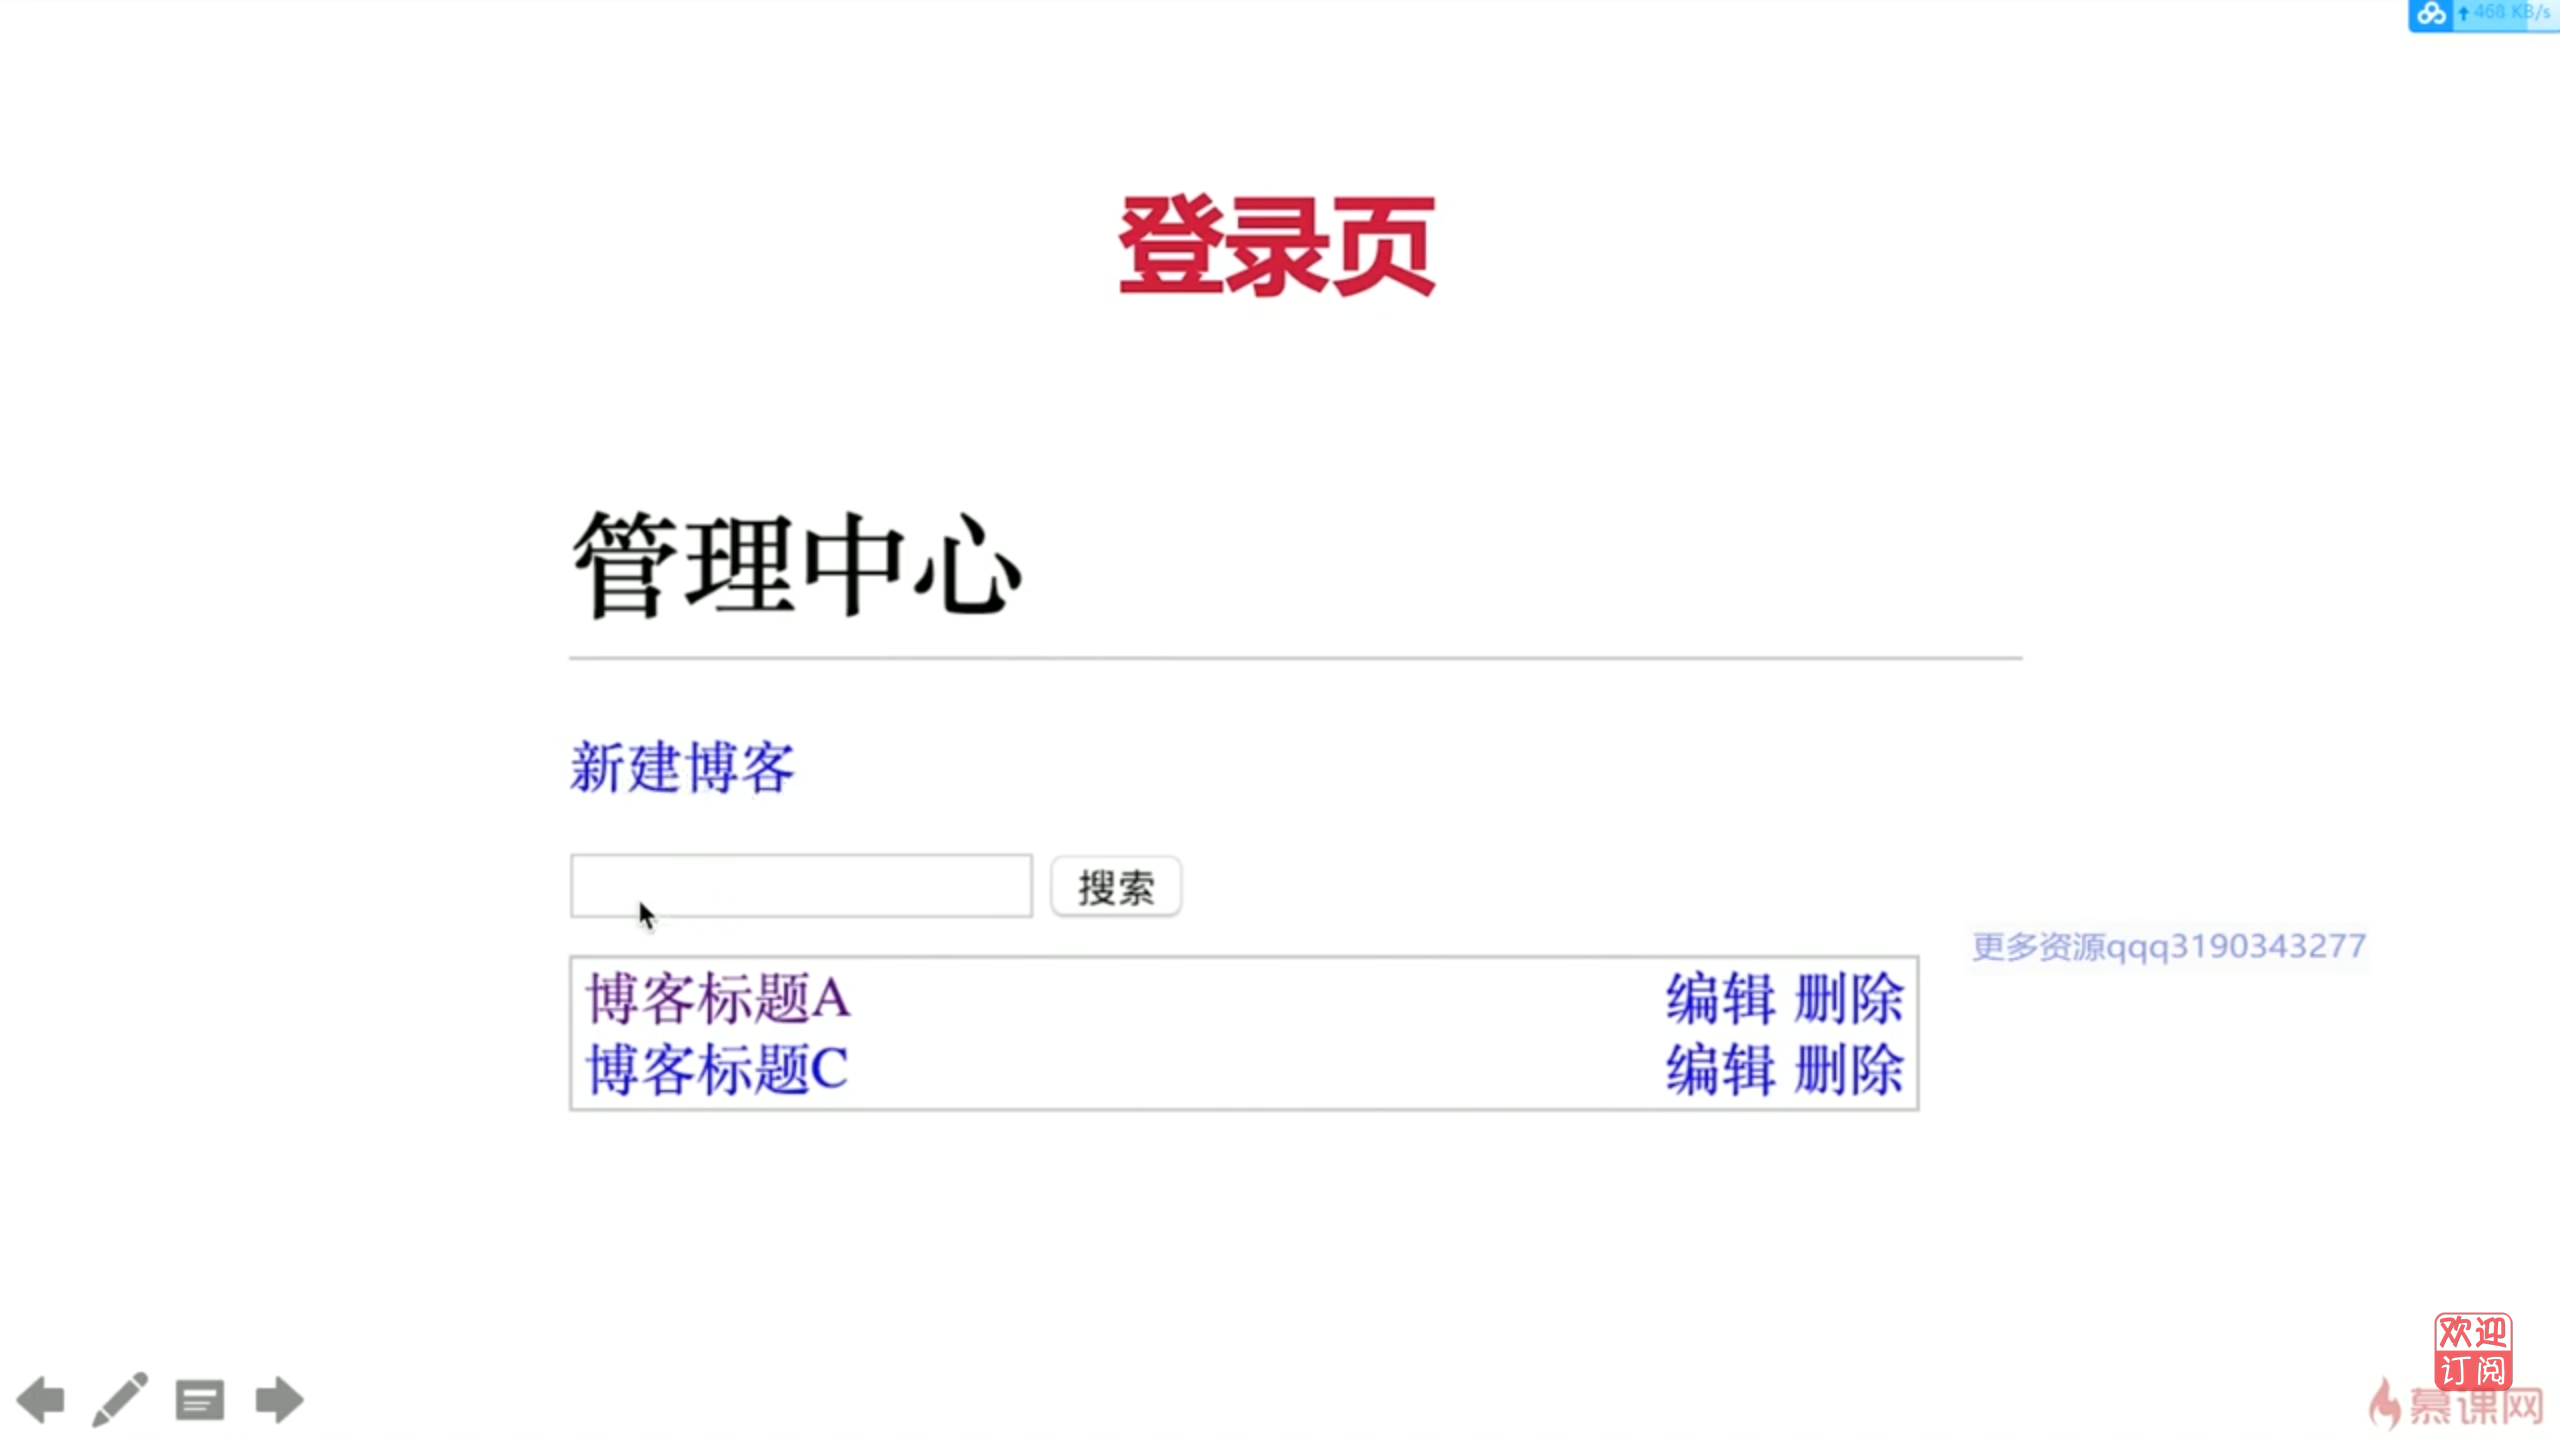 468 KB/s
登录页
管理中心
新建博客
搜索
博客标题A 编辑 删除
博客标题C 编辑 删除
更多资源qqq3190343277
欢迎
订阅
慕课网